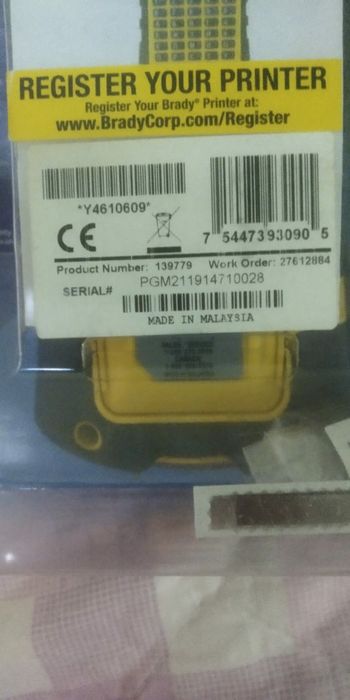 REGISTER YOUR PRINTER
Register Your Brady® Printer at:
www.BradyCorp.com/Register
*Y4610609*
CE
7 54473 93090 5
Product Number: 139779 Work Order: 27612884
SERIAL# PGM211914710028
MADE IN MALAYSIA